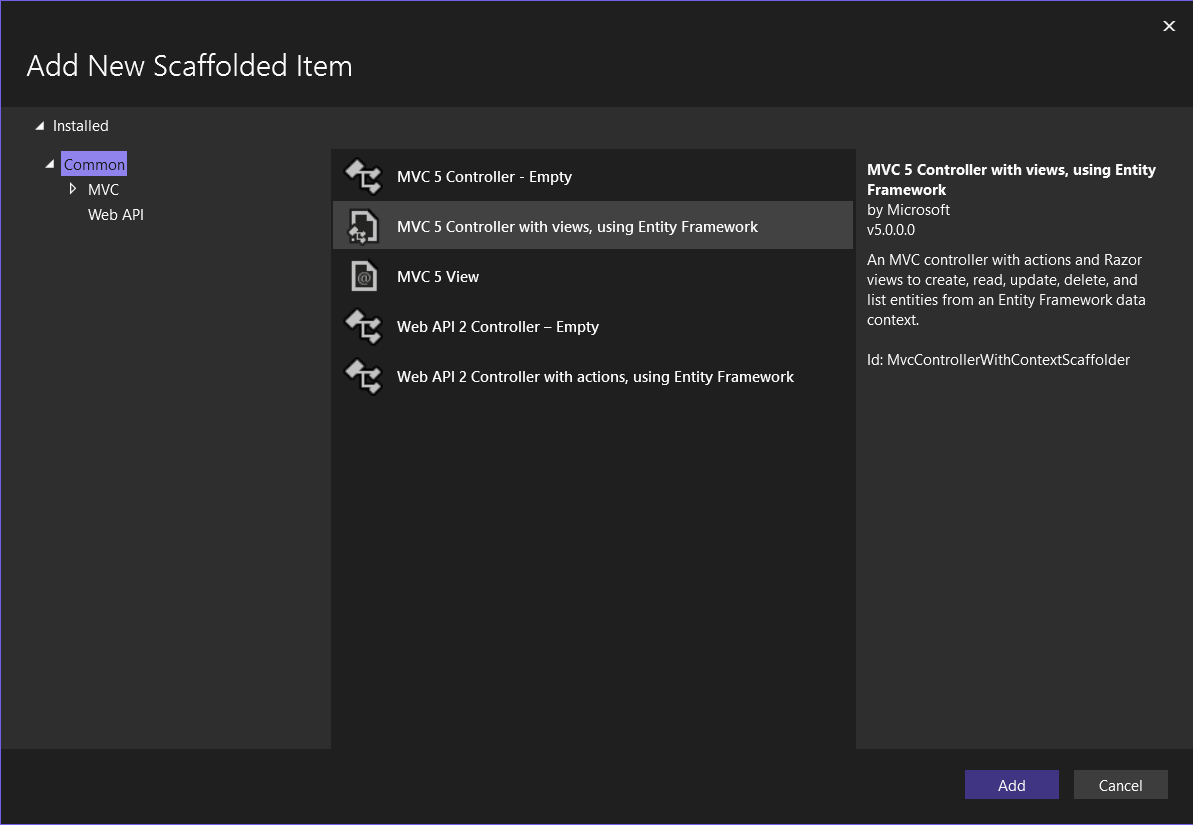 Add New Scaffolded Item
Installed
Common
MVC
Web API
MVC 5 Controller - Empty
MVC 5 Controller with views, using Entity Framework
MVC 5 View
Web API 2 Controller – Empty
Web API 2 Controller with actions, using Entity Framework
MVC 5 Controller with views, using Entity
Framework
by Microsoft
v5.0.0.0
An MVC controller with actions and Razor
views to create, read, update, delete, and
list entities from an Entity Framework data
context.
Id: MvcControllerWithContextScaffolder
Add
Cancel